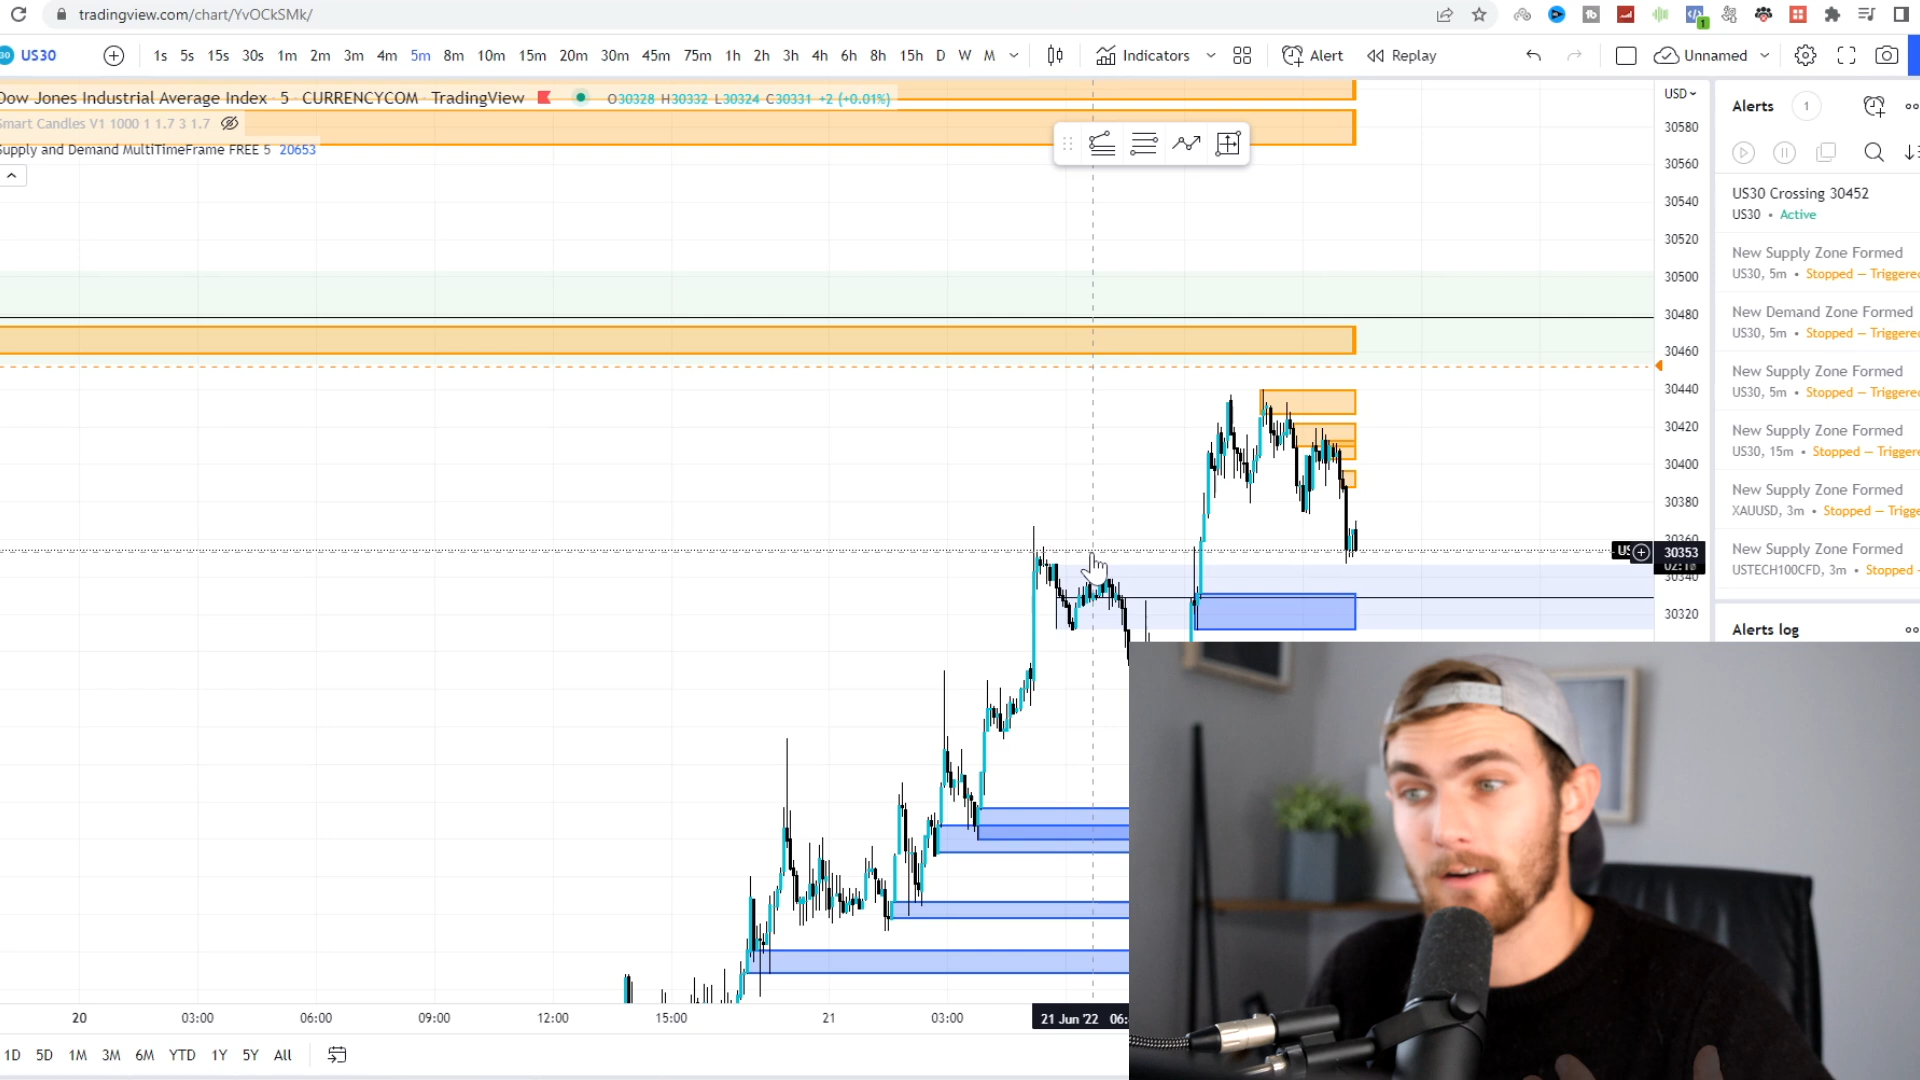 tradingview.com/chart/YvOCkSMk/
US30 1s 5s 15s 30s 1m 2m 3m 4m 5m 8m 10m 15m 20m 30m 45m 75m 1h 2h 3h 4h 6h 8h 15h D W M Indicators Alert Replay Unnamed
Dow Jones Industrial Average Index · 5 · CURRENCYCOM · TradingView O30328 H30332 L30324 C30331 +2 (+0.01%)
Smart Candles V1 1000 1 1.7 3 1.7
Supply and Demand MultiTimeFrame FREE 5 20653
USD
30580
30560
30540
30520
30500
30480
30460
30440
30420
30400
30380
30360
30353
30340
30320
Alerts 1
US30 Crossing 30452
US30 • Active
New Supply Zone Formed
US30, 5m • Stopped — Triggered
New Demand Zone Formed
US30, 5m • Stopped — Triggered
New Supply Zone Formed
US30, 5m • Stopped — Triggered
New Supply Zone Formed
US30, 15m • Stopped — Triggere
New Supply Zone Formed
XAUUSD, 3m • Stopped — Trigge
New Supply Zone Formed
USTECH100CFD, 3m • Stopped
Alerts log
20 03:00 06:00 09:00 12:00 15:00 21 03:00 21 Jun '22 06:
1D 5D 1M 3M 6M YTD 1Y 5Y All